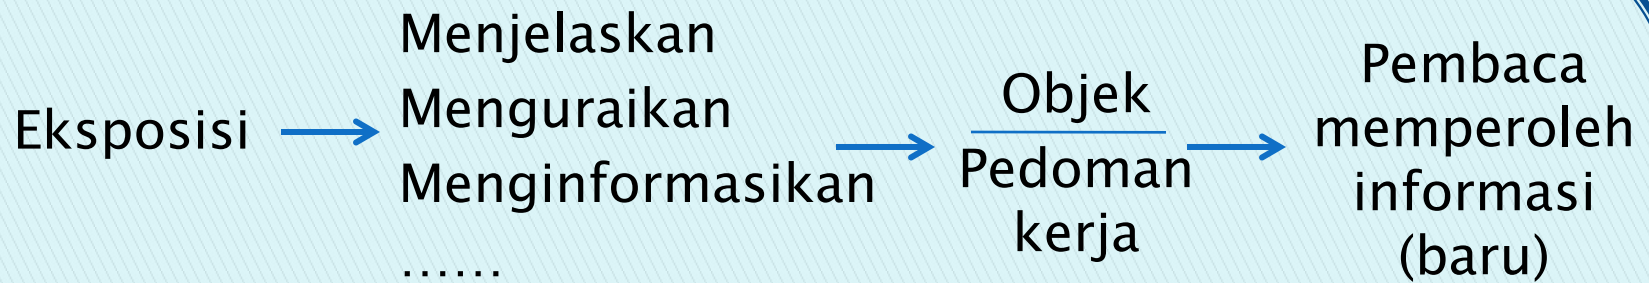 Eksposisi
Menjelaskan
Menguraikan
Menginformasikan
......
Objek
Pedoman
kerja
Pembaca
memperoleh
informasi
(baru)